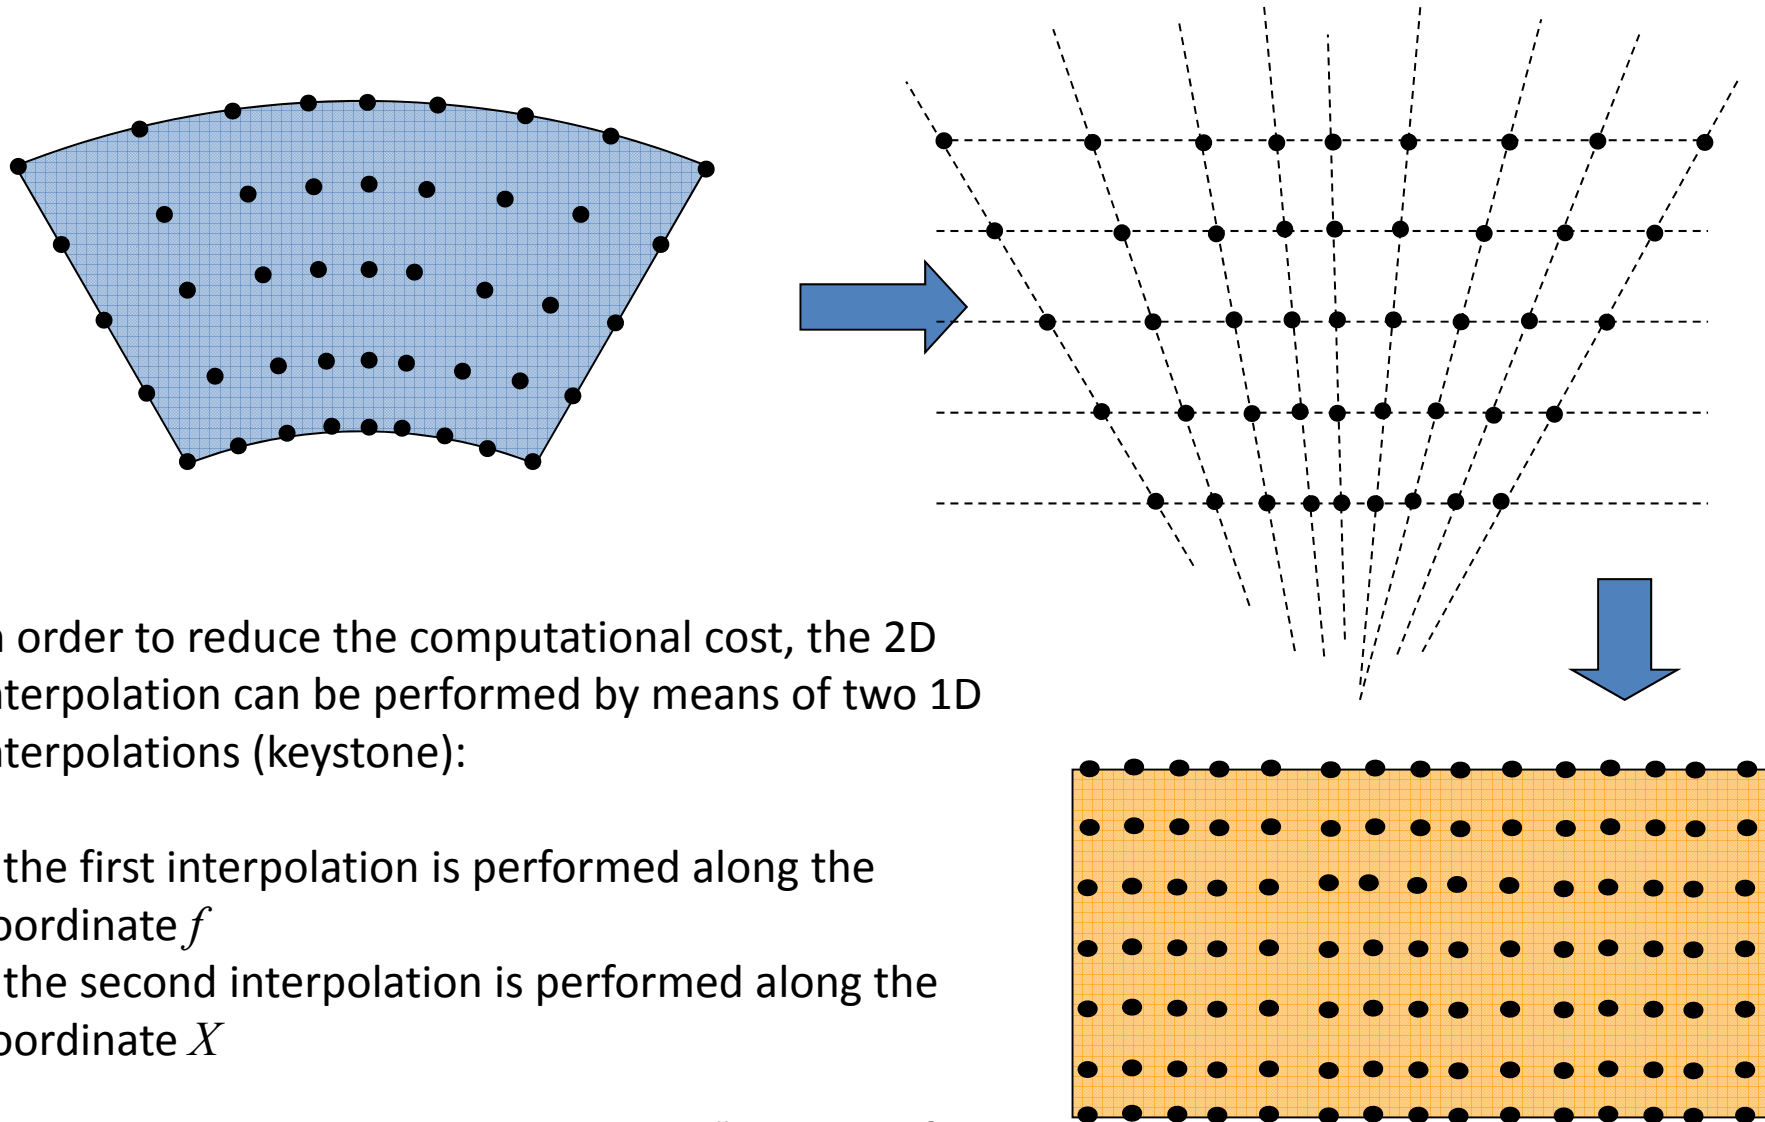 order to reduce the computational cost, the 2D
terpolation can be performed by means of two 1D
terpolations (keystone):
the first interpolation is performed along the
oordinate f
the second interpolation is performed along the
oordinate X